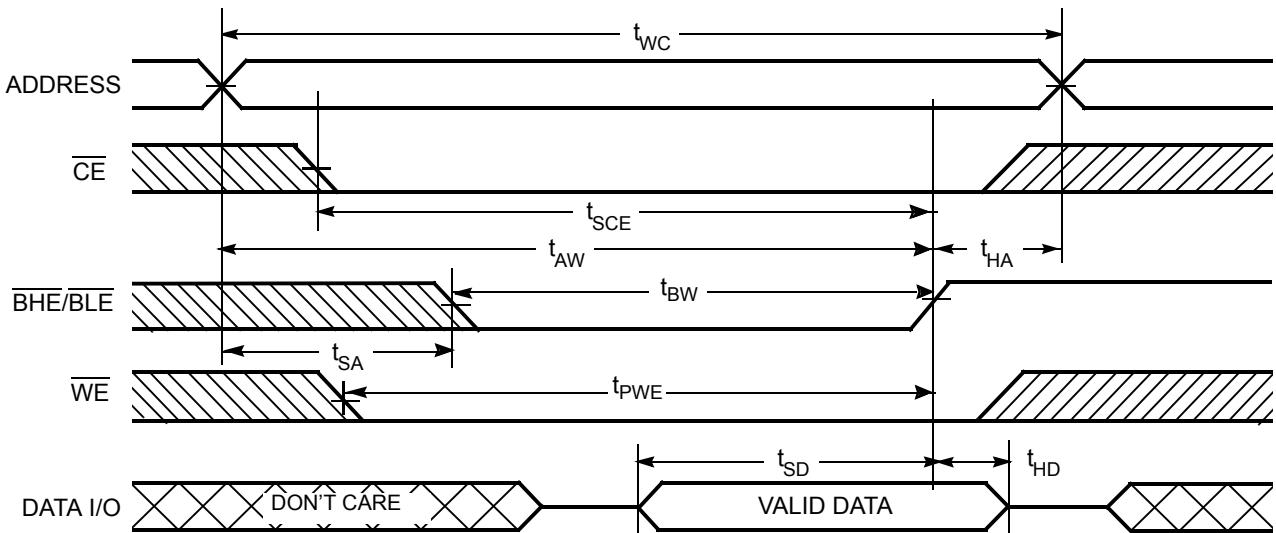 t_WC
ADDRESS
CE
t_SCE
t_AW
t_HA
BHE/BLE
t_BW
t_SA
WE
t_PWE
t_SD
t_HD
DATA I/O
DON'T CARE
VALID DATA